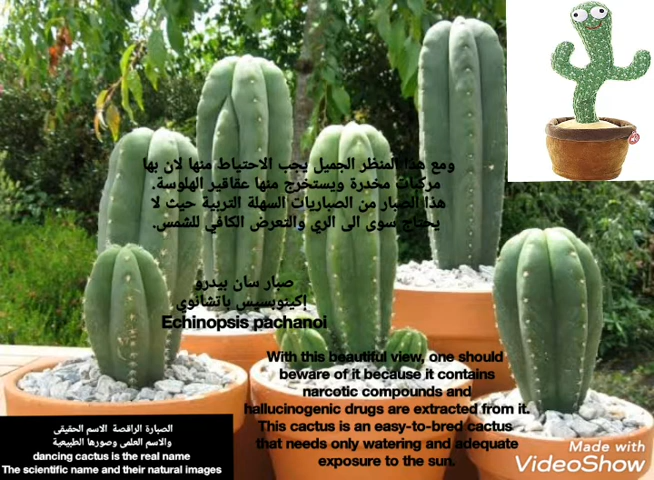 ومع هذا المنظر الجميل يجب الاحتياط منها لان بها
مركبات مخدرة ويستخرج منها عقاقير الهلوسة.
هذا الصبار من الصباريات السهلة التربية حيث لا
يحتاج سوى الى الري والتعرض الكافي للشمس.
صبار سان بيدرو
إكينوبسيس باتشانوي
Echinopsis pachanoi
With this beautiful view, one should
beware of it because it contains
narcotic compounds and
hallucinogenic drugs are extracted from it.
This cactus is an easy-to-bred cactus
that needs only watering and adequate
exposure to the sun.
الصبارة الراقصة الاسم الحقيقى
والاسم العلمى وصورها الطبيعية
dancing cactus is the real name
The scientific name and their natural images
Made with
VideoShow